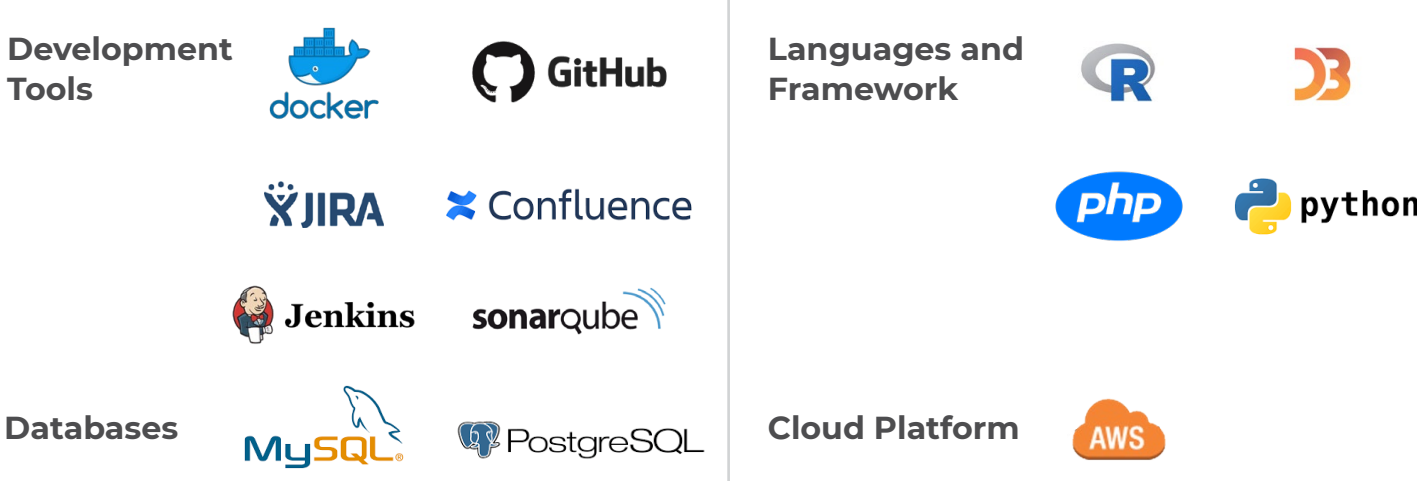 Development
Tools
docker
GitHub
JIRA
Confluence
Jenkins
sonarqube
Databases
MySQL®
PostgreSQL
Languages and
Framework
R
D3
php
python
Cloud Platform
AWS